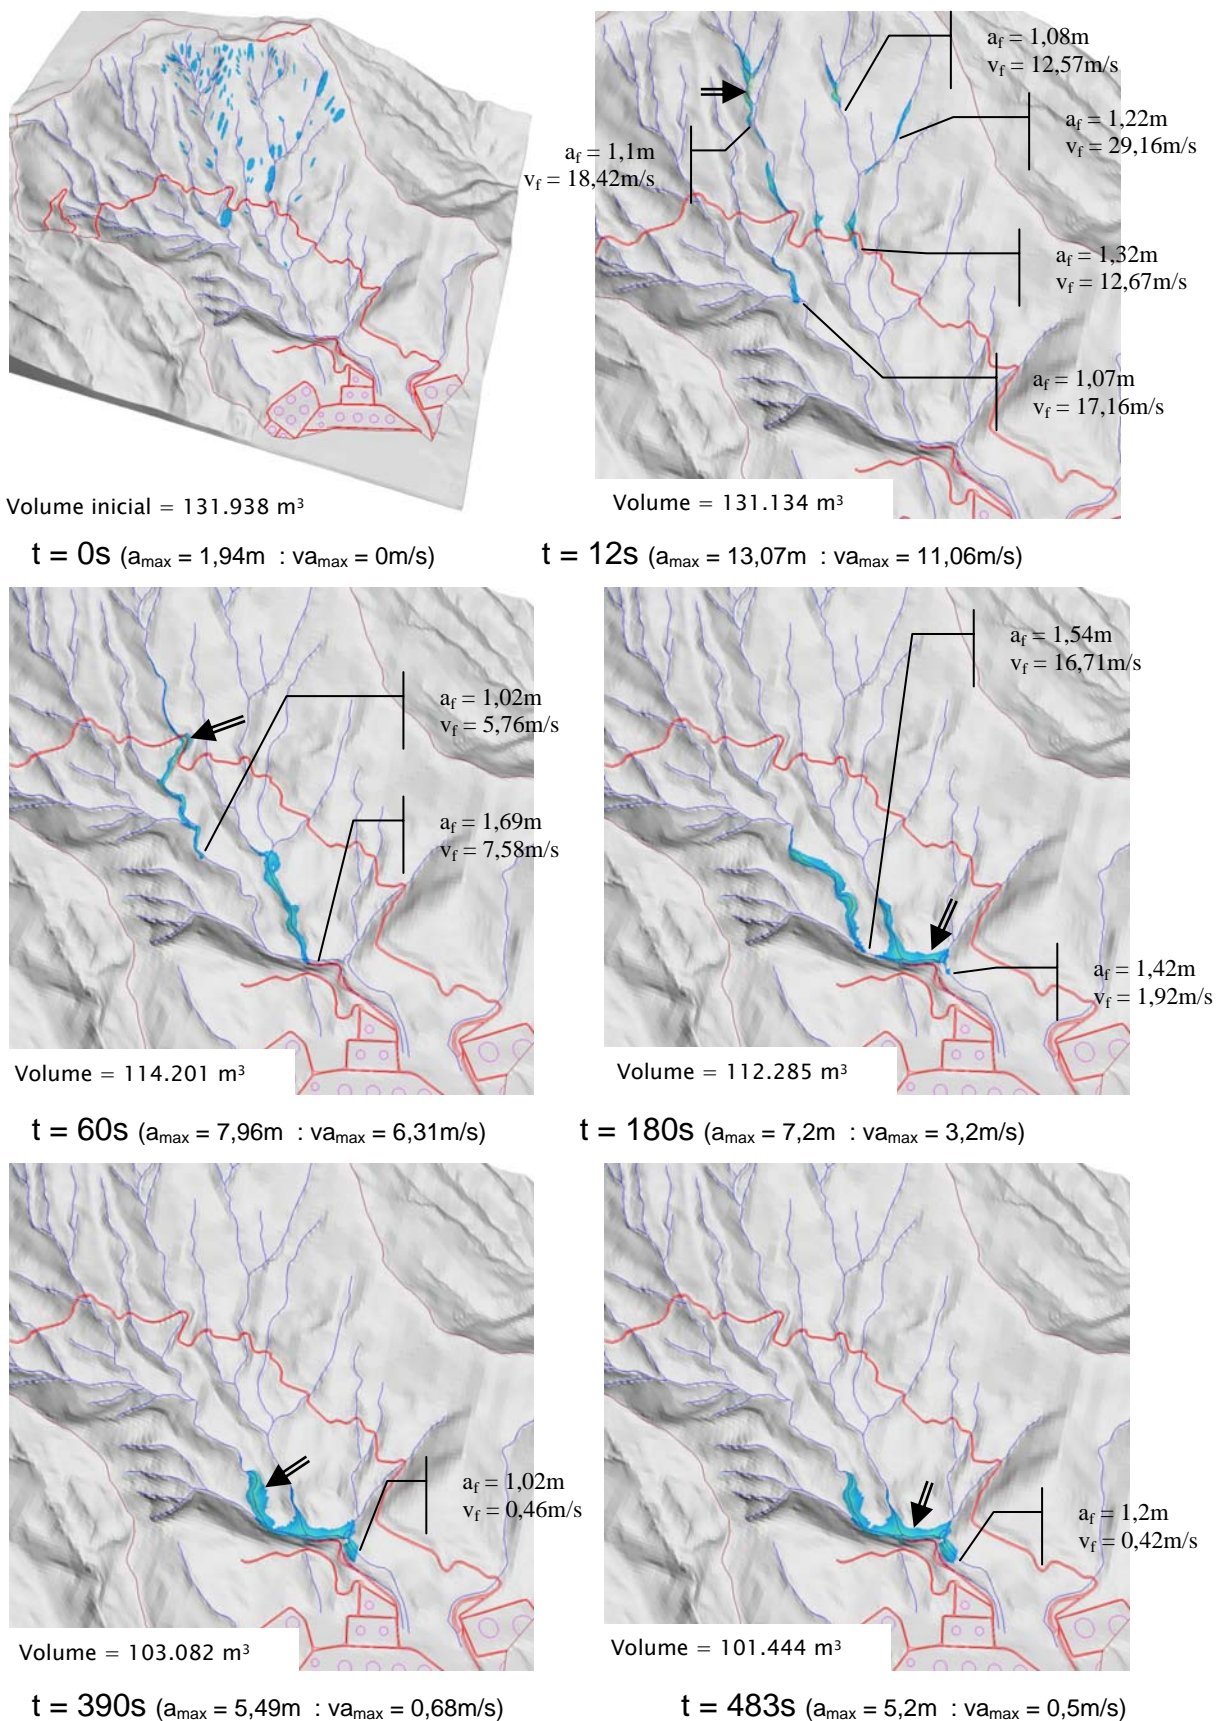 a_f = 1,08m
v_f = 12,57m/s
a_f = 1,22m
v_f = 29,16m/s
a_f = 1,1m
v_f = 18,42m/s
a_f = 1,32m
v_f = 12,67m/s
a_f = 1,07m
v_f = 17,16m/s
Volume inicial = 131.938 m³
Volume = 131.134 m³
t = 0s (a_max = 1,94m : va_max = 0m/s)
t = 12s (a_max = 13,07m : va_max = 11,06m/s)
a_f = 1,02m
v_f = 5,76m/s
a_f = 1,69m
v_f = 7,58m/s
a_f = 1,54m
v_f = 16,71m/s
a_f = 1,42m
v_f = 1,92m/s
Volume = 114.201 m³
Volume = 112.285 m³
t = 60s (a_max = 7,96m : va_max = 6,31m/s)
t = 180s (a_max = 7,2m : va_max = 3,2m/s)
a_f = 1,02m
v_f = 0,46m/s
a_f = 1,2m
v_f = 0,42m/s
Volume = 103.082 m³
Volume = 101.444 m³
t = 390s (a_max = 5,49m : va_max = 0,68m/s)
t = 483s (a_max = 5,2m : va_max = 0,5m/s)